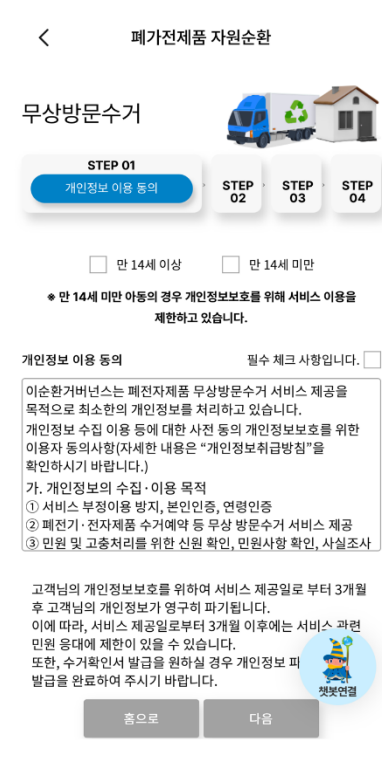 폐가전제품 자원순환
무상방문수거
STEP 01
개인정보 이용 동의
STEP
02
STEP
03
STEP
04
만 14세 이상
만 14세 미만
※ 만 14세 미만 아동의 경우 개인정보보호를 위해 서비스 이용을
제한하고 있습니다.
개인정보 이용 동의
필수 체크 사항입니다.
이순환거버넌스는 폐전자제품 무상방문수거 서비스 제공을
목적으로 최소한의 개인정보를 처리하고 있습니다.
개인정보 수집 이용 등에 대한 사전 동의 개인정보보호를 위한
이용자 동의사항(자세한 내용은 “개인정보취급방침”을
확인하시기 바랍니다.)
가. 개인정보의 수집·이용 목적
① 서비스 부정이용 방지, 본인인증, 연령인증
② 폐전기·전자제품 수거예약 등 무상 방문수거 서비스 제공
③ 민원 및 고충처리를 위한 신원 확인, 민원사항 확인, 사실조사
고객님의 개인정보보호를 위하여 서비스 제공일로 부터 3개월
후 고객님의 개인정보가 영구히 파기됩니다.
이에 따라, 서비스 제공일로부터 3개월 이후에는 서비스 관련
민원 응대에 제한이 있을 수 있습니다.
또한, 수거확인서 발급을 원하실 경우 개인정보 파
발급을 완료하여 주시기 바랍니다.
챗봇연결
홈으로
다음